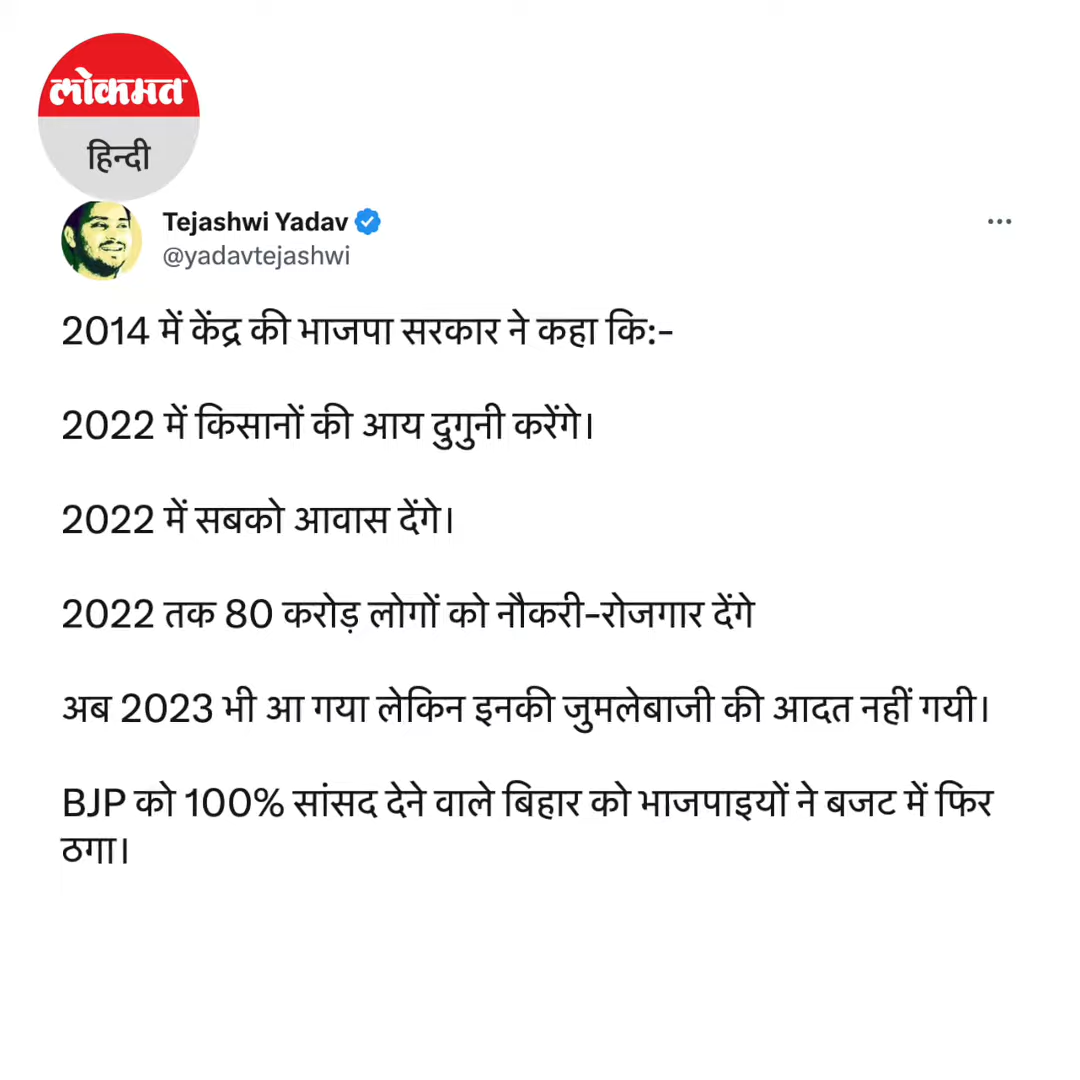 लोकमत
हिन्दी
Tejashwi Yadav
@yadavtejashwi
2014 में केंद्र की भाजपा सरकार ने कहा कि:-
2022 में किसानों की आय दुगुनी करेंगे।
2022 में सबको आवास देंगे।
2022 तक 80 करोड़ लोगों को नौकरी-रोजगार देंगे
अब 2023 भी आ गया लेकिन इनकी जुमलेबाजी की आदत नहीं गयी।
BJP को 100% सांसद देने वाले बिहार को भाजपाइयों ने बजट में फिर
ठगा।